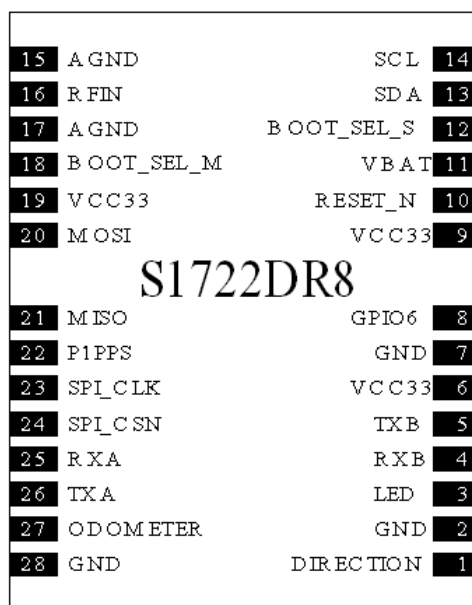 15 AGND SCL 14
16 RFIN SDA 13
17 AGND BOOT_SEL_S 12
18 BOOT_SEL_M VBAT 11
19 VCC33 RESET_N 10
20 MOSI VCC33 9
S1722DR8
21 MISO GPIO6 8
22 P1PPS GND 7
23 SPI_CLK VCC33 6
24 SPI_CSN TXB 5
25 RXA RXB 4
26 TXA LED 3
27 ODOMETER GND 2
28 GND DIRECTION 1